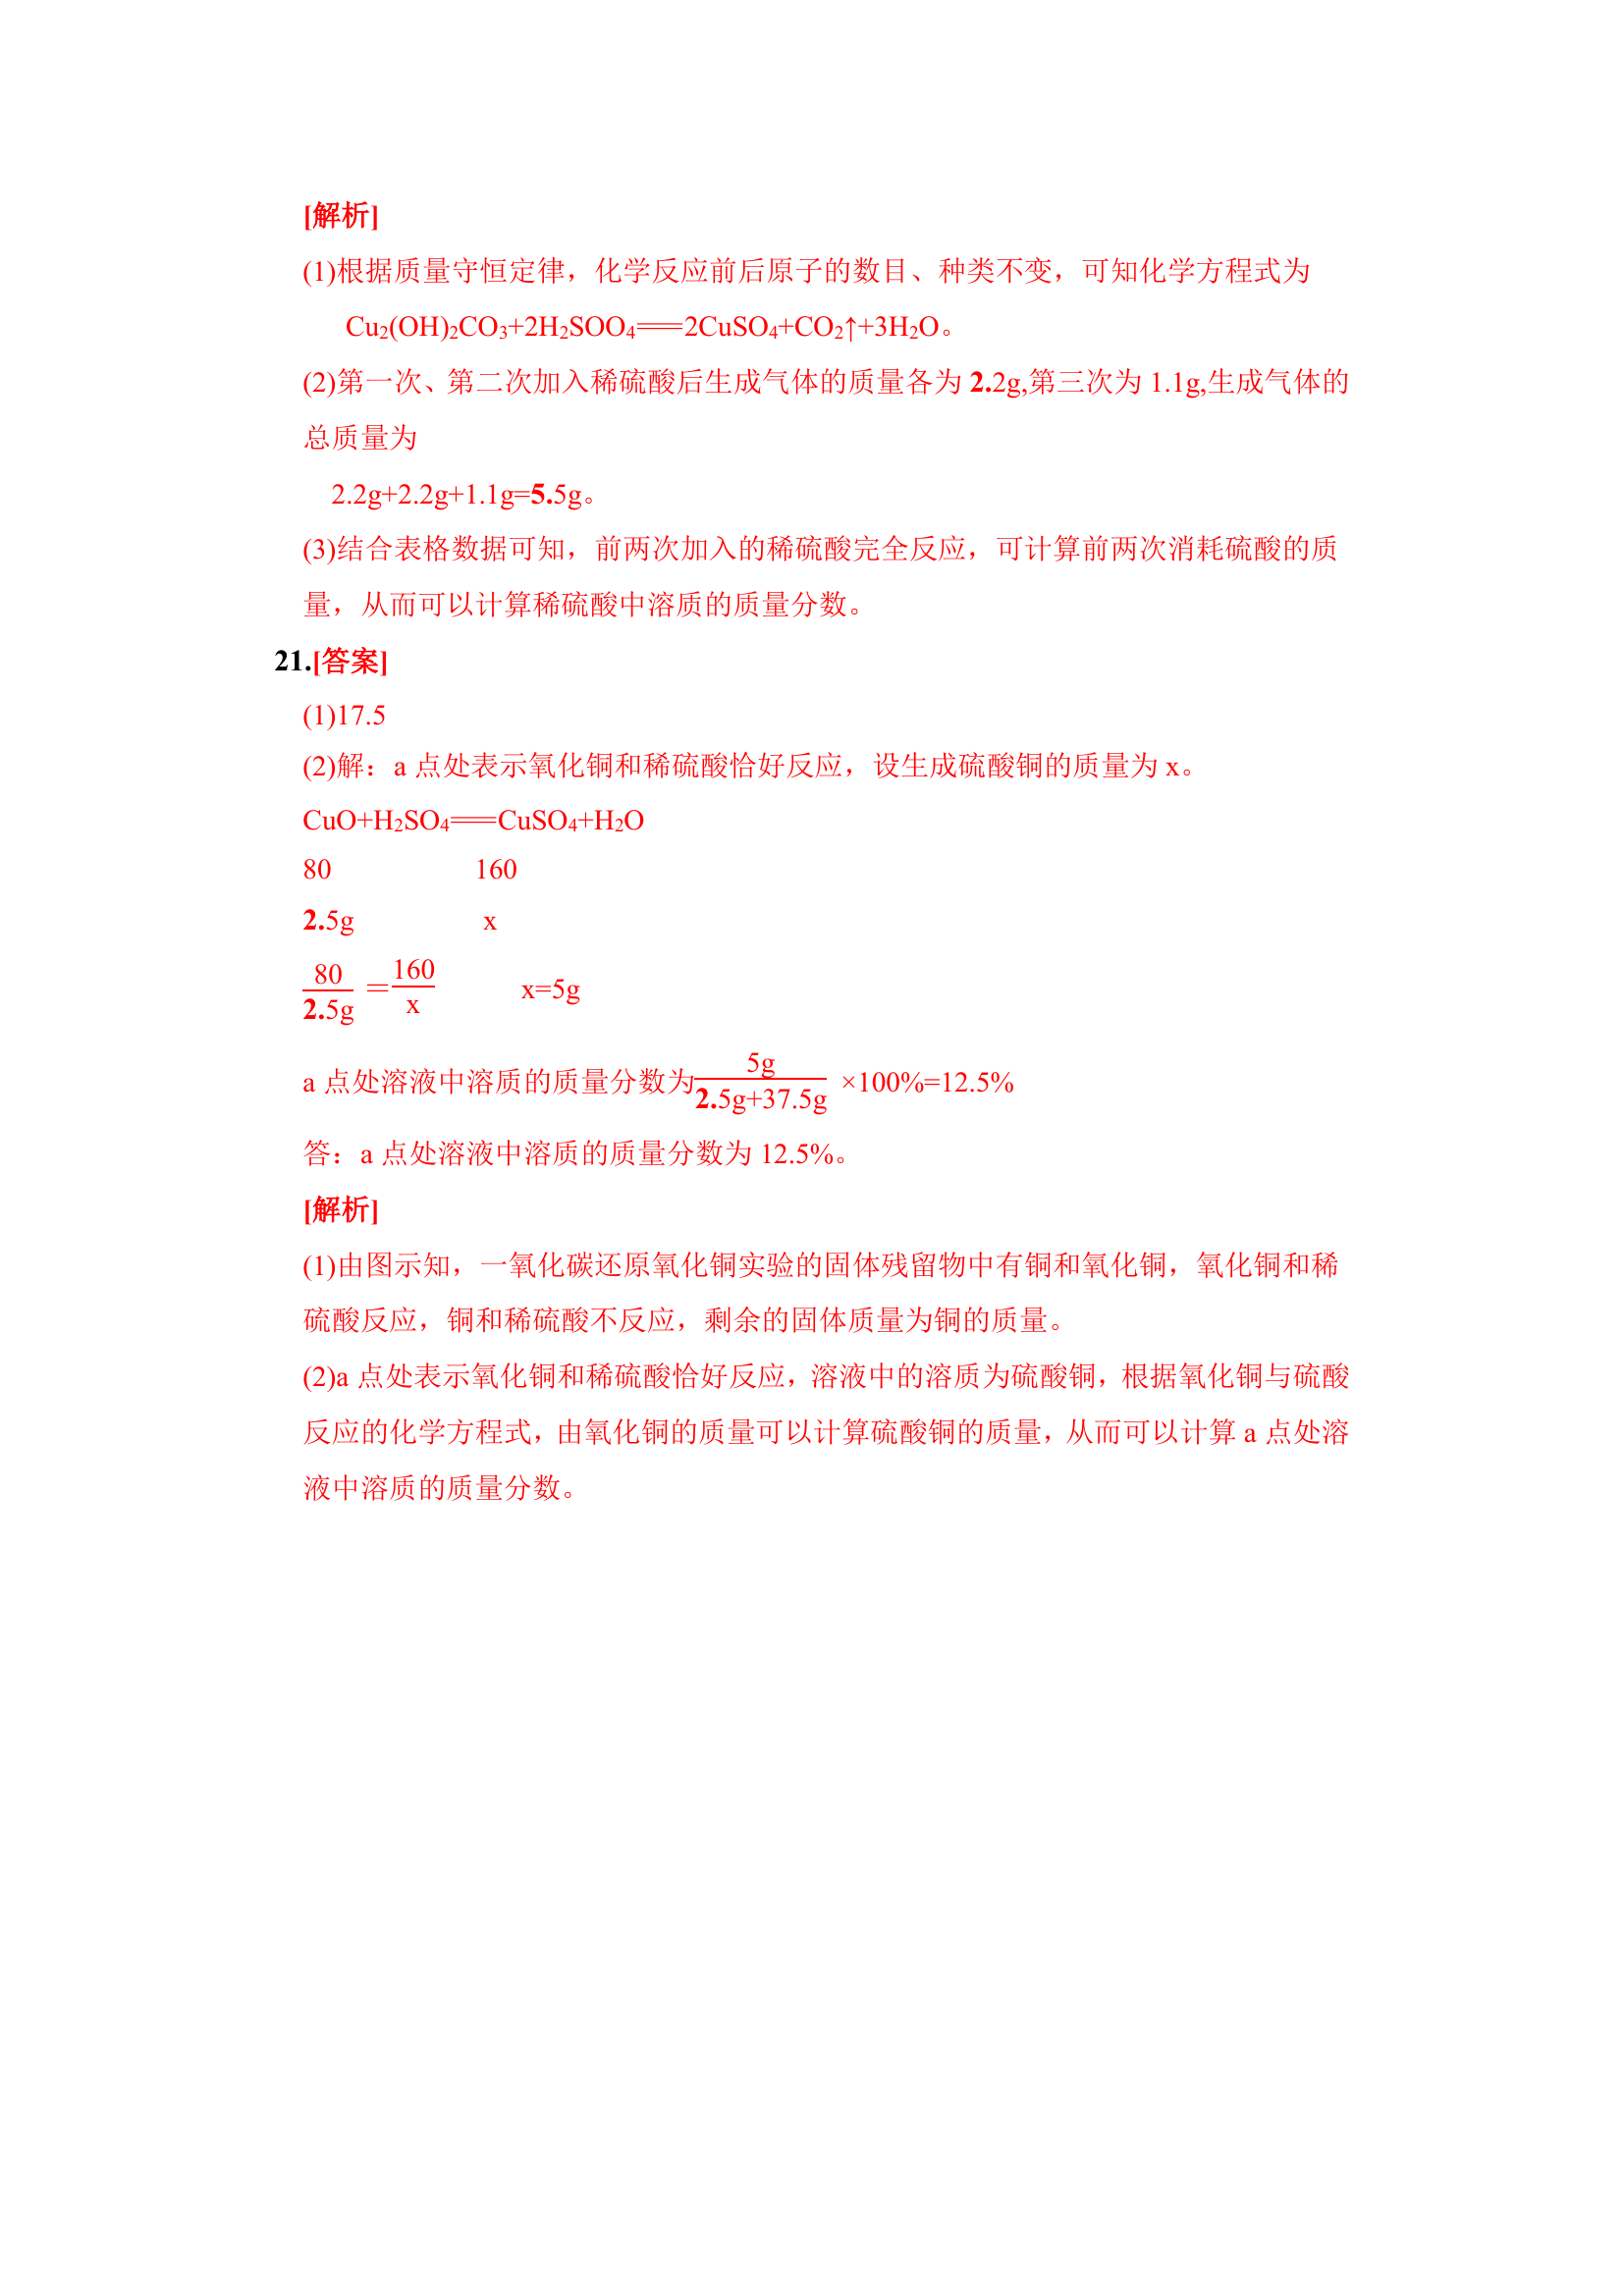 [解析]
(1)根据质量守恒定律，化学反应前后原子的数目、种类不变，可知化学方程式为
Cu₂(OH)₂CO₃+2H₂SOO₄══2CuSO₄+CO₂↑+3H₂O。
(2)第一次、第二次加入稀硫酸后生成气体的质量各为 2.2g,第三次为 1.1g,生成气体的
总质量为
2.2g+2.2g+1.1g=5.5g。
(3)结合表格数据可知，前两次加入的稀硫酸完全反应，可计算前两次消耗硫酸的质
量，从而可以计算稀硫酸中溶质的质量分数。
21.[答案]
(1)17.5
(2)解：a 点处表示氧化铜和稀硫酸恰好反应，设生成硫酸铜的质量为 x。
CuO+H₂SO₄══CuSO₄+H₂O
80 160
2.5g x
80/2.5g＝160/x x=5g
a 点处溶液中溶质的质量分数为5g/(2.5g+37.5g) ×100%=12.5%
答：a 点处溶液中溶质的质量分数为 12.5%。
[解析]
(1)由图示知，一氧化碳还原氧化铜实验的固体残留物中有铜和氧化铜，氧化铜和稀
硫酸反应，铜和稀硫酸不反应，剩余的固体质量为铜的质量。
(2)a 点处表示氧化铜和稀硫酸恰好反应，溶液中的溶质为硫酸铜，根据氧化铜与硫酸
反应的化学方程式，由氧化铜的质量可以计算硫酸铜的质量，从而可以计算 a 点处溶
液中溶质的质量分数。